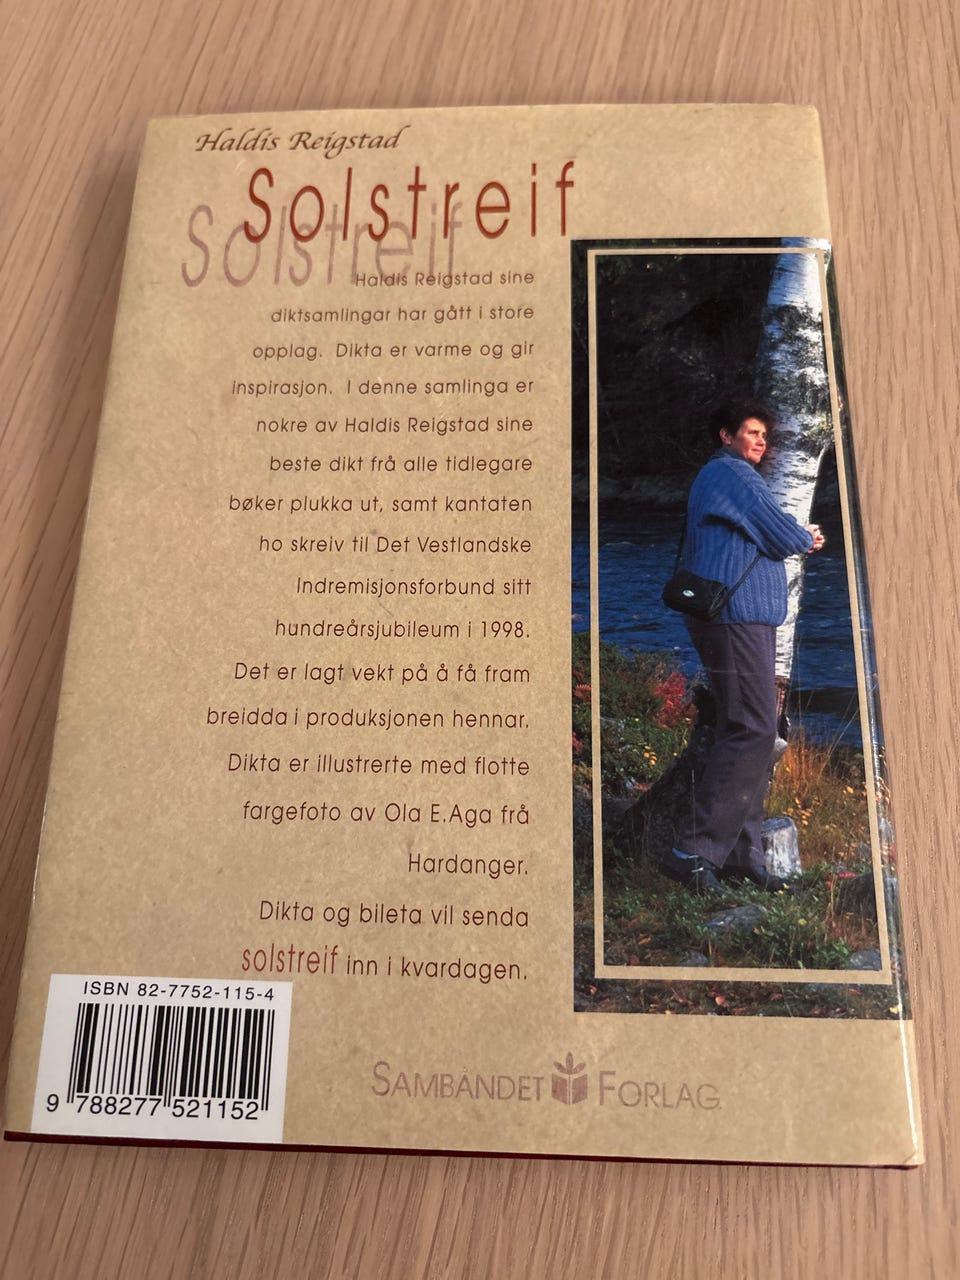 Haldis Reigstad
Solstreif
Solstreif
Haldis Reigstad sine
diktsamlingar har gått i store
opplag. Dikta er varme og gir
inspirasjon. I denne samlinga er
nokre av Haldis Reigstad sine
beste dikt frå alle tidlegare
bøker plukka ut, samt kantaten
ho skreiv til Det Vestlandske
Indremisjonsforbund sitt
hundreårsjubileum i 1998.
Det er lagt vekt på å få fram
breidda i produksjonen hennar.
Dikta er illustrerte med flotte
fargefoto av Ola E.Aga frå
Hardanger.
Dikta og bileta vil senda
solstreif inn i kvardagen.
ISBN 82-7752-115-4
9 788277 521152
SAMBÅNDET FORLAG